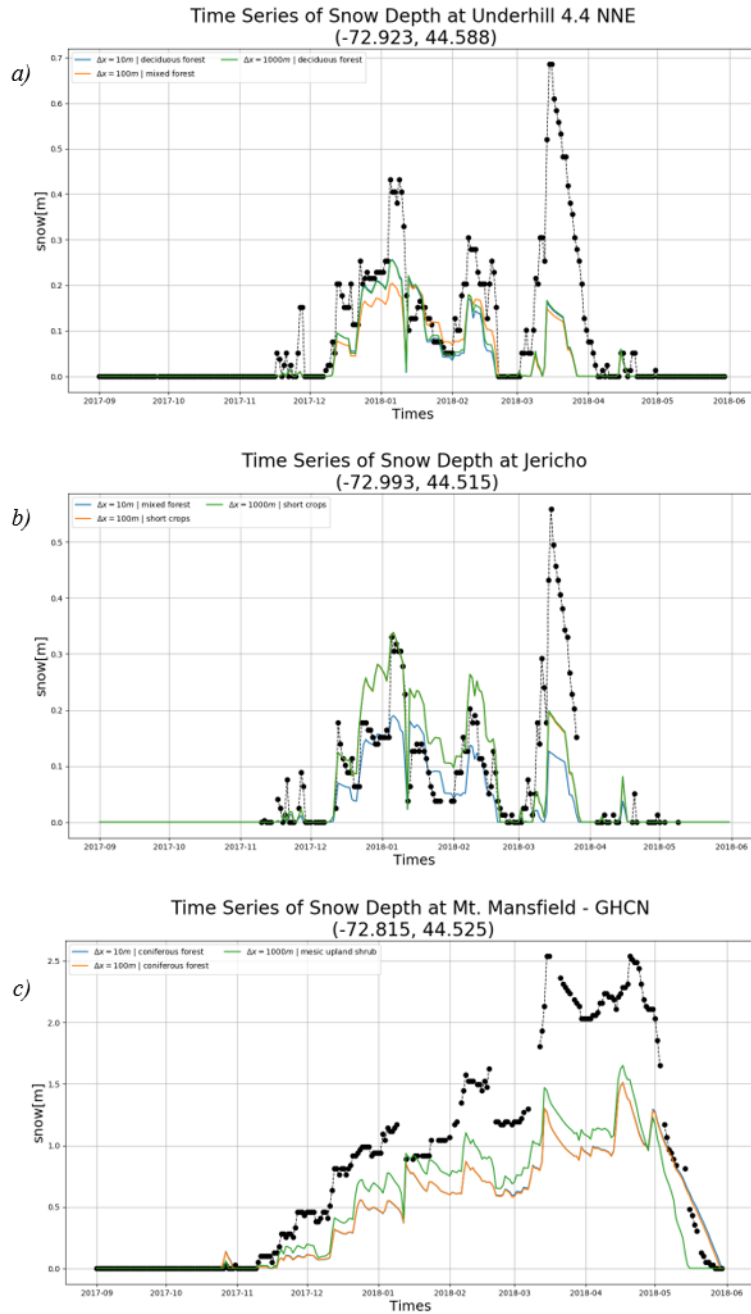 Time Series of Snow Depth at Underhill 4.4 NNE
(-72.923, 44.588)
a)
Δx = 10m | deciduous forest
Δx = 100m | mixed forest
Δx = 1000m | deciduous forest
0.7
0.6
0.5
0.4
0.3
0.2
0.1
0.0
snow[m]
2017-09 2017-10 2017-11 2017-12 2018-01 2018-02 2018-03 2018-04 2018-05 2018-06
Times
Time Series of Snow Depth at Jericho
(-72.993, 44.515)
b)
Δx = 10m | mixed forest
Δx = 100m | short crops
Δx = 1000m | short crops
0.5
0.4
0.3
0.2
0.1
0.0
snow[m]
2017-09 2017-10 2017-11 2017-12 2018-01 2018-02 2018-03 2018-04 2018-05 2018-06
Times
Time Series of Snow Depth at Mt. Mansfield - GHCN
(-72.815, 44.525)
c)
Δx = 10m | coniferous forest
Δx = 100m | coniferous forest
Δx = 1000m | mesic upland shrub
2.5
2.0
1.5
1.0
0.5
0.0
snow[m]
2017-09 2017-10 2017-11 2017-12 2018-01 2018-02 2018-03 2018-04 2018-05 2018-06
Times